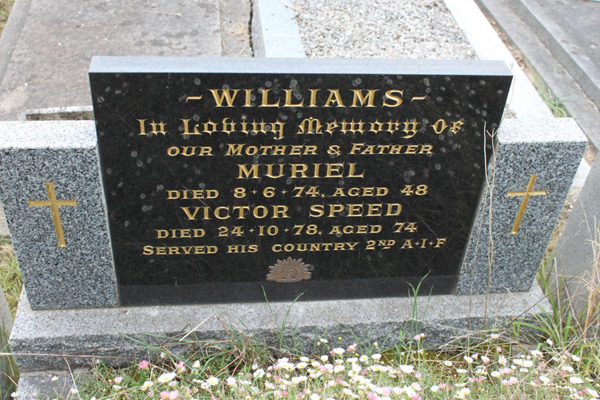 - WILLIAMS -
In Loving Memory Of
OUR MOTHER & FATHER
MURIEL
DIED 8·6·74, AGED 48
VICTOR SPEED
DIED 24·10·78, AGED 74
SERVED HIS COUNTRY 2ND A·I·F